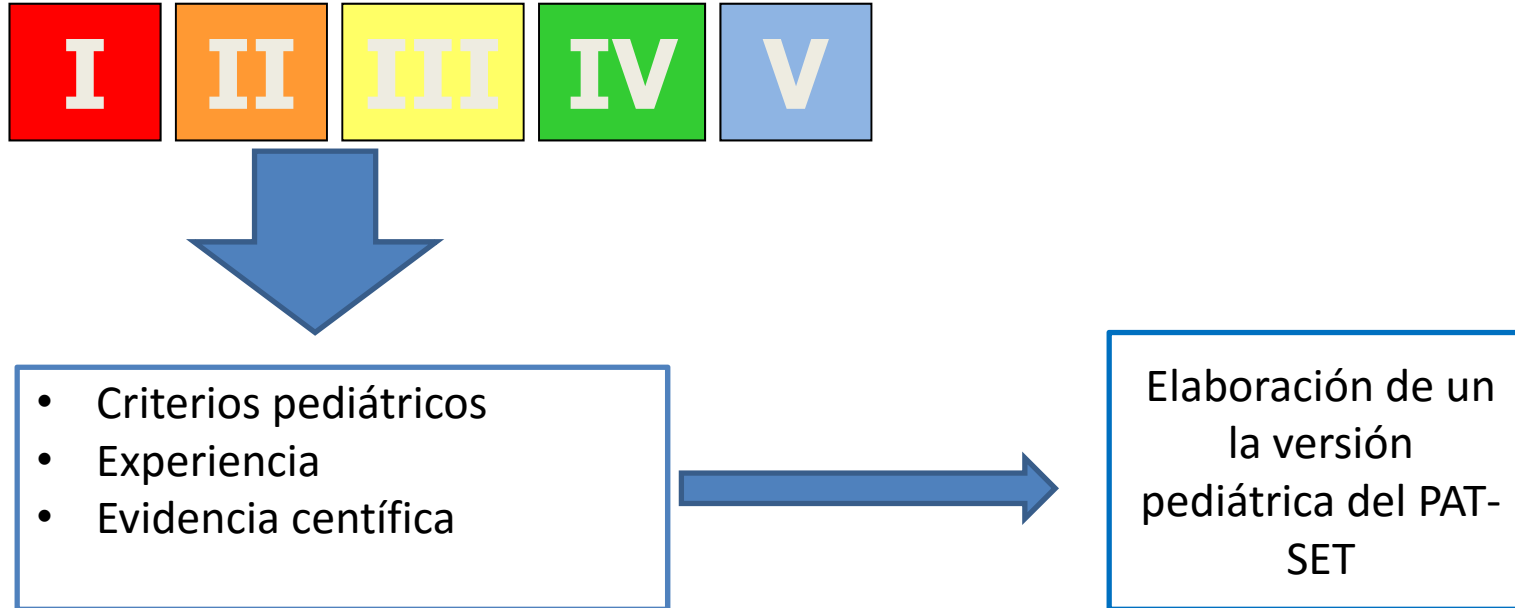 I II III IV V
• Criterios pediátricos
• Experiencia
• Evidencia centífica
Elaboración de un
la versión
pediátrica del PAT-
SET